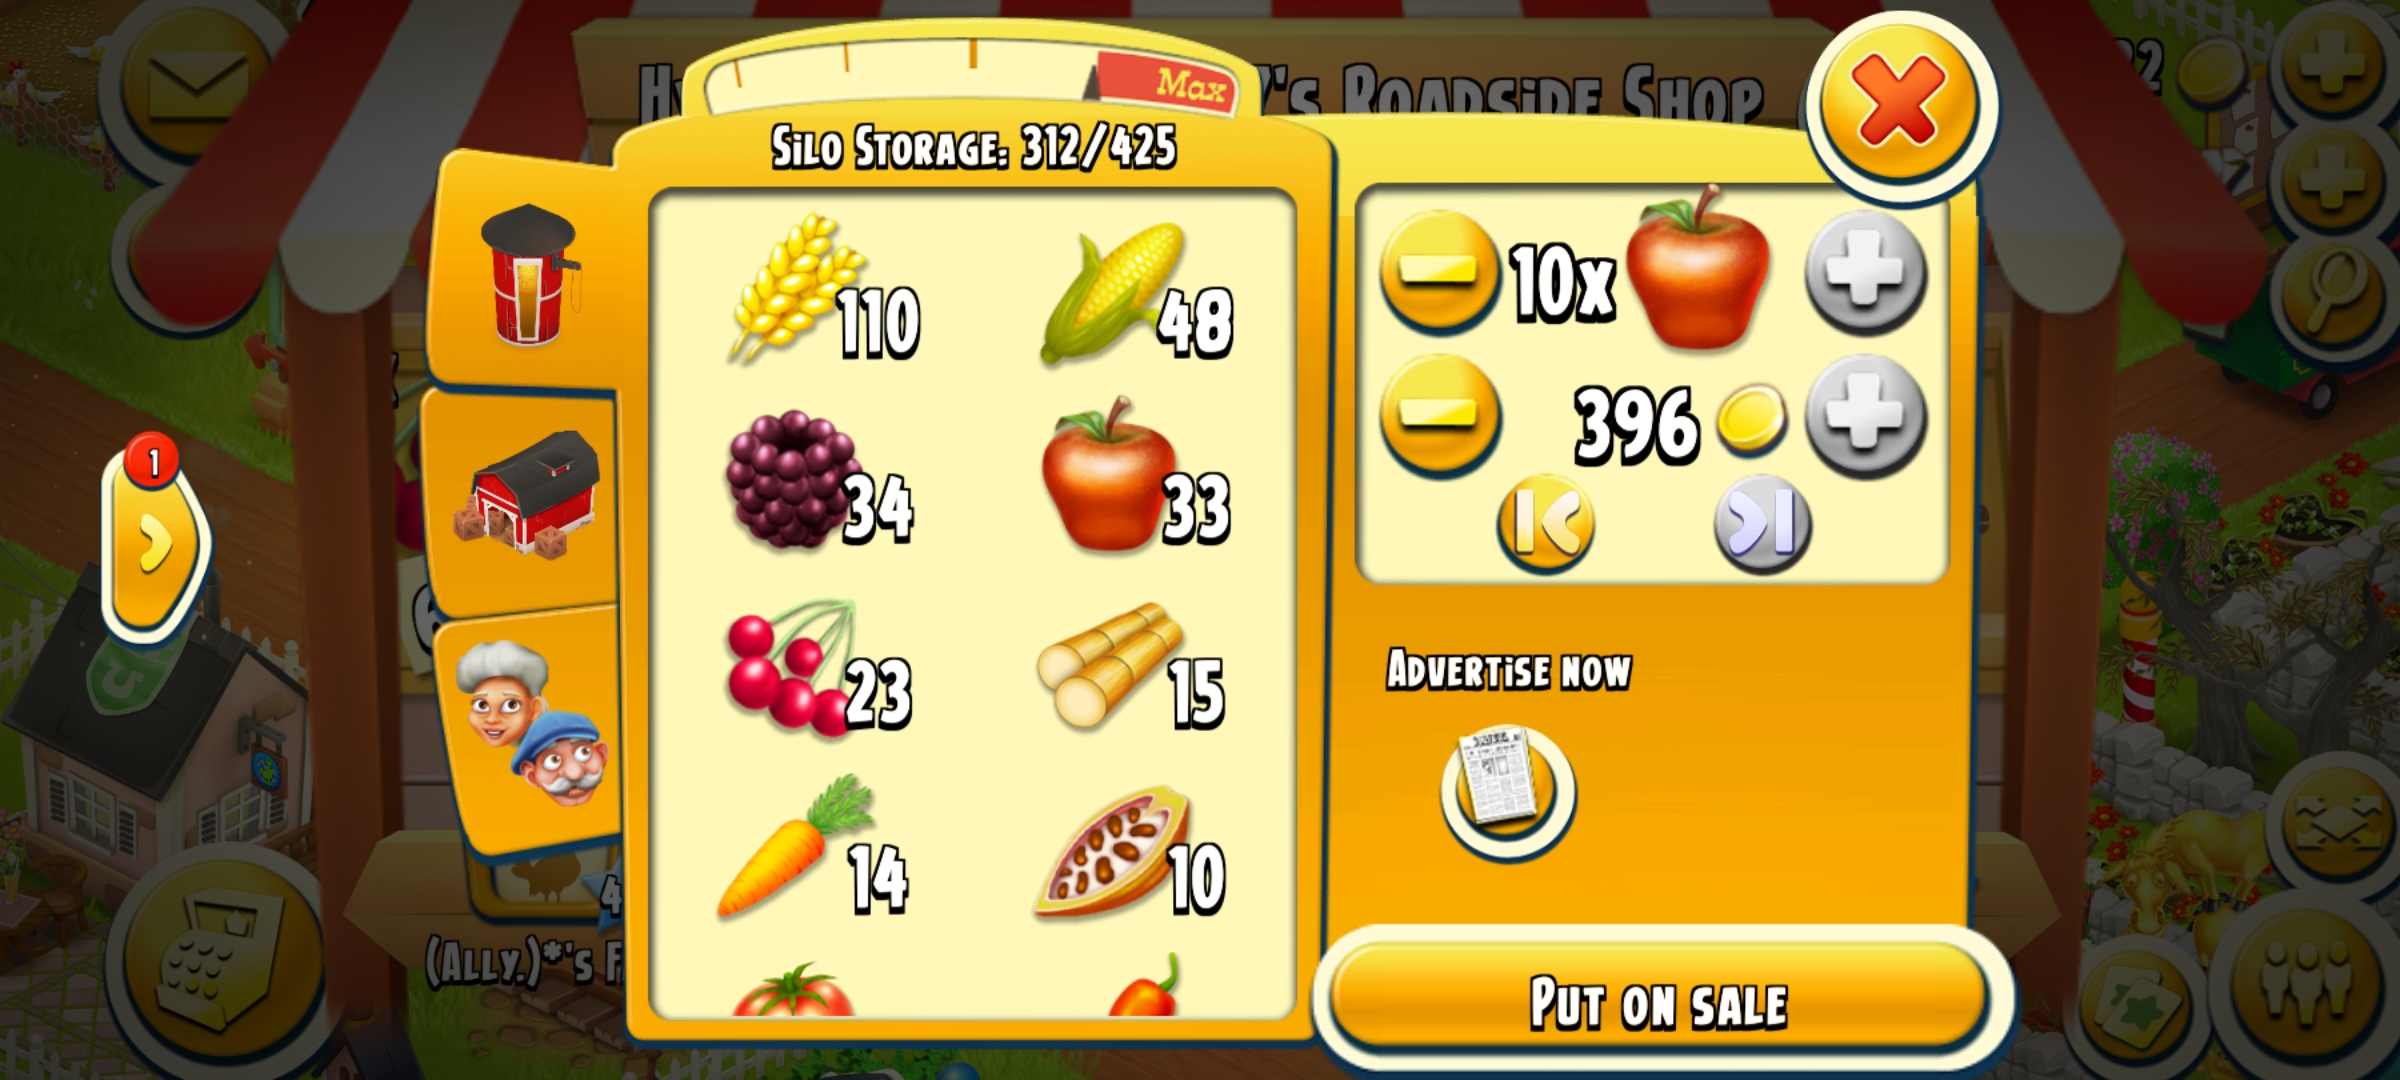 's Roadside Shop
Max
Silo Storage: 312/425
110
48
10x
396
34
33
1
23
15
Advertise now
14
10
(Ally.)*'s
Put on sale